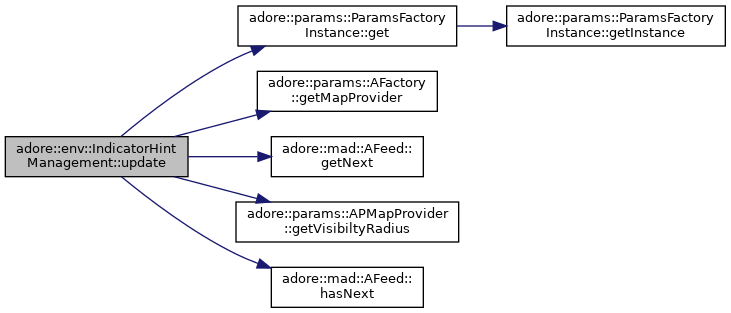 adore::env::IndicatorHint
Management::update
adore::params::ParamsFactory
Instance::get
adore::params::ParamsFactory
Instance::getInstance
adore::params::AFactory
::getMapProvider
adore::mad::AFeed::
getNext
adore::params::APMapProvider
::getVisibiltyRadius
adore::mad::AFeed::
hasNext